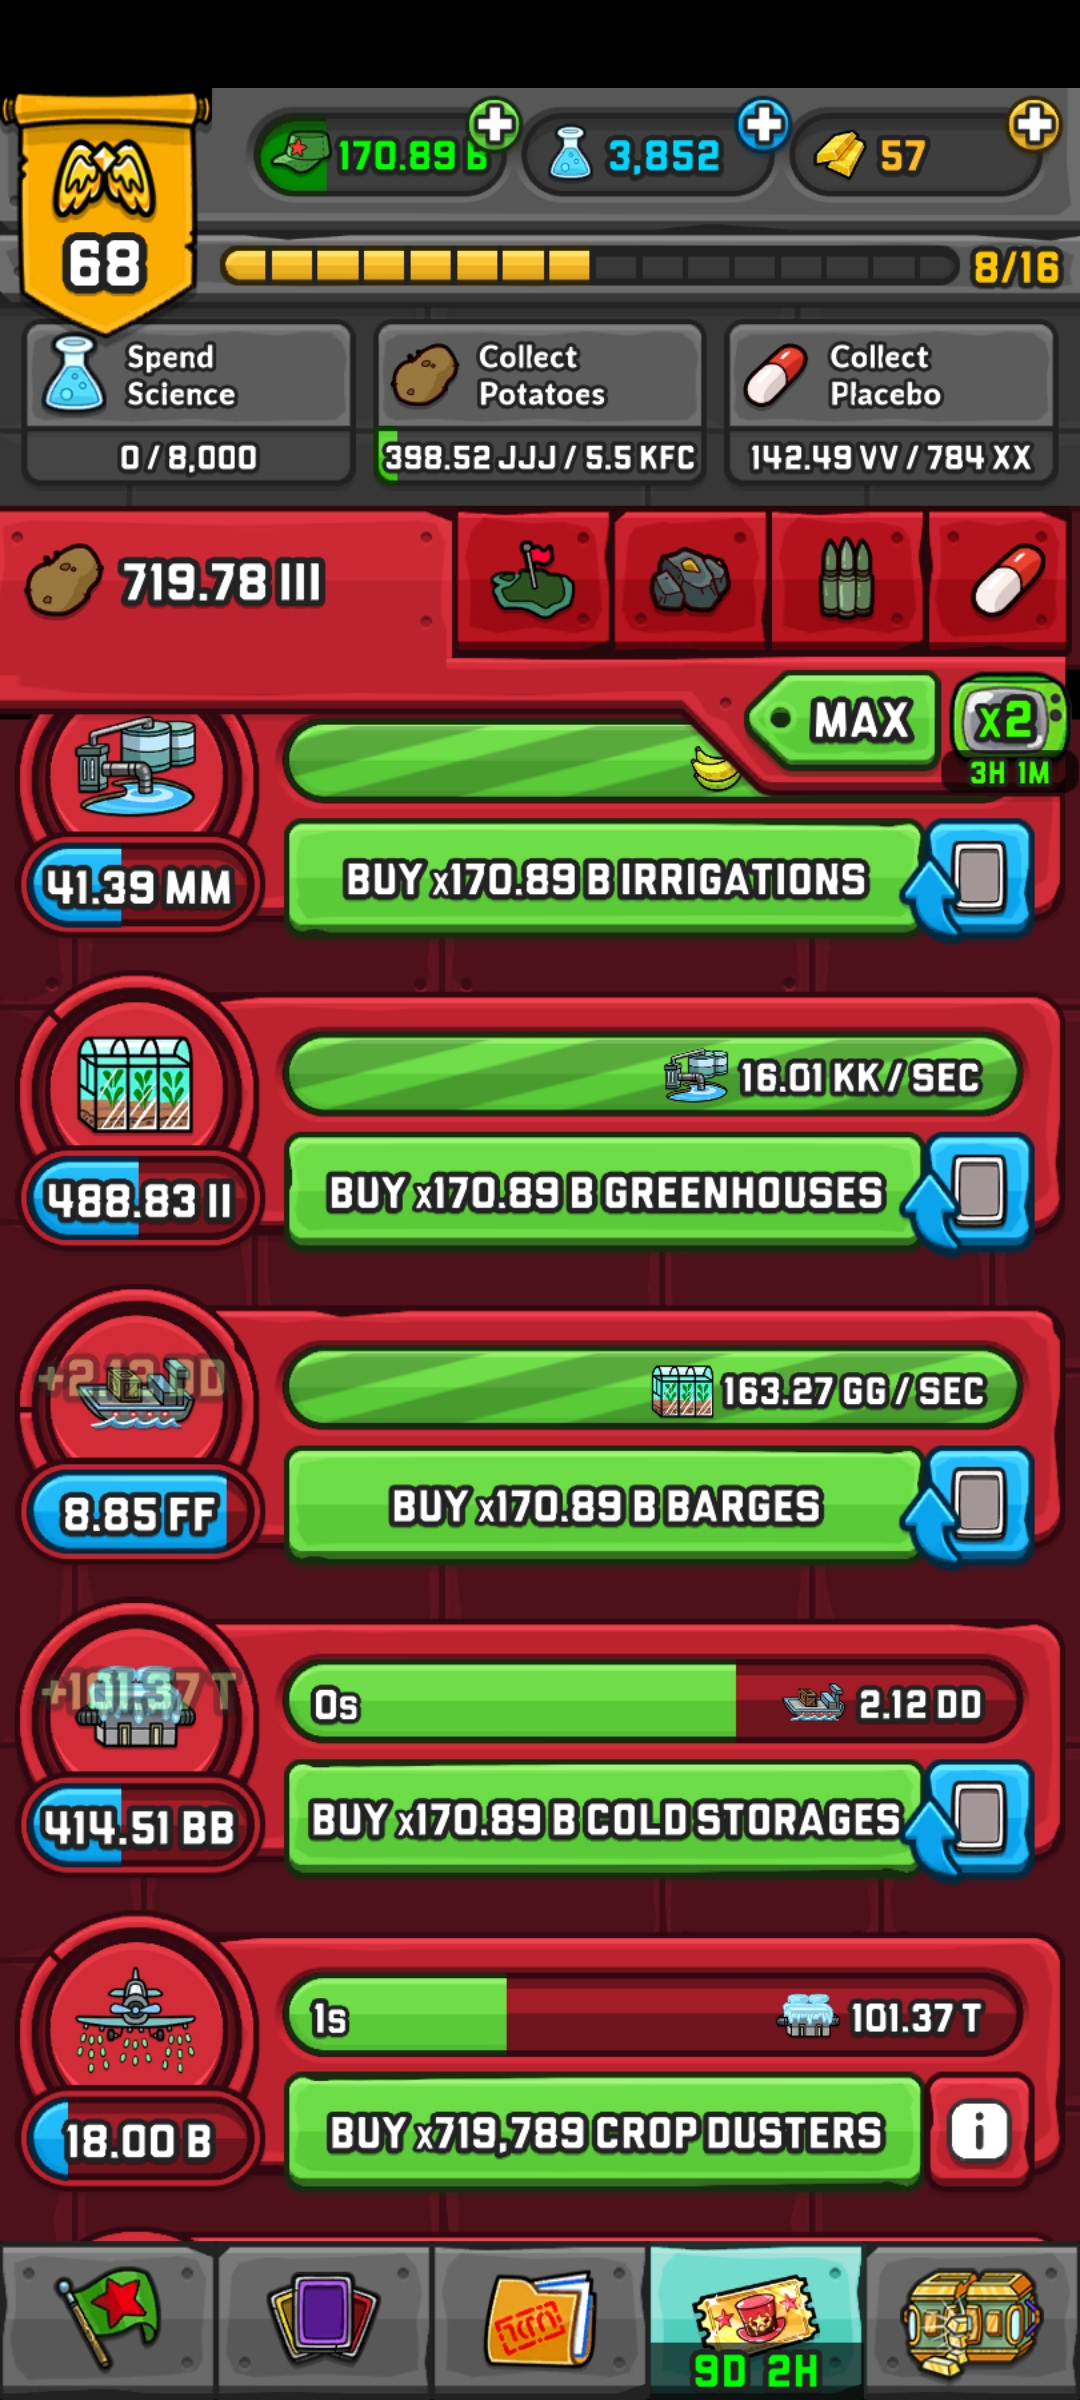 170.89 B
3,852
57
68
8/16
Spend
Science
0 / 8,000
Collect
Potatoes
398.52 JJJ / 5.5 KFC
Collect
Placebo
142.49 VV / 784 XX
719.78 III
MAX
x2
3H 1M
41.39 MM
BUY x170.89 B IRRIGATIONS
16.01 KK / SEC
488.83 II
BUY x170.89 B GREENHOUSES
+2.12 DD
163.27 GG / SEC
8.85 FF
BUY x170.89 B BARGES
+101.37 T
0s
2.12 DD
414.51 BB
BUY x170.89 B COLD STORAGES
1s
101.37 T
18.00 B
BUY x719,789 CROP DUSTERS
i
9D 2H